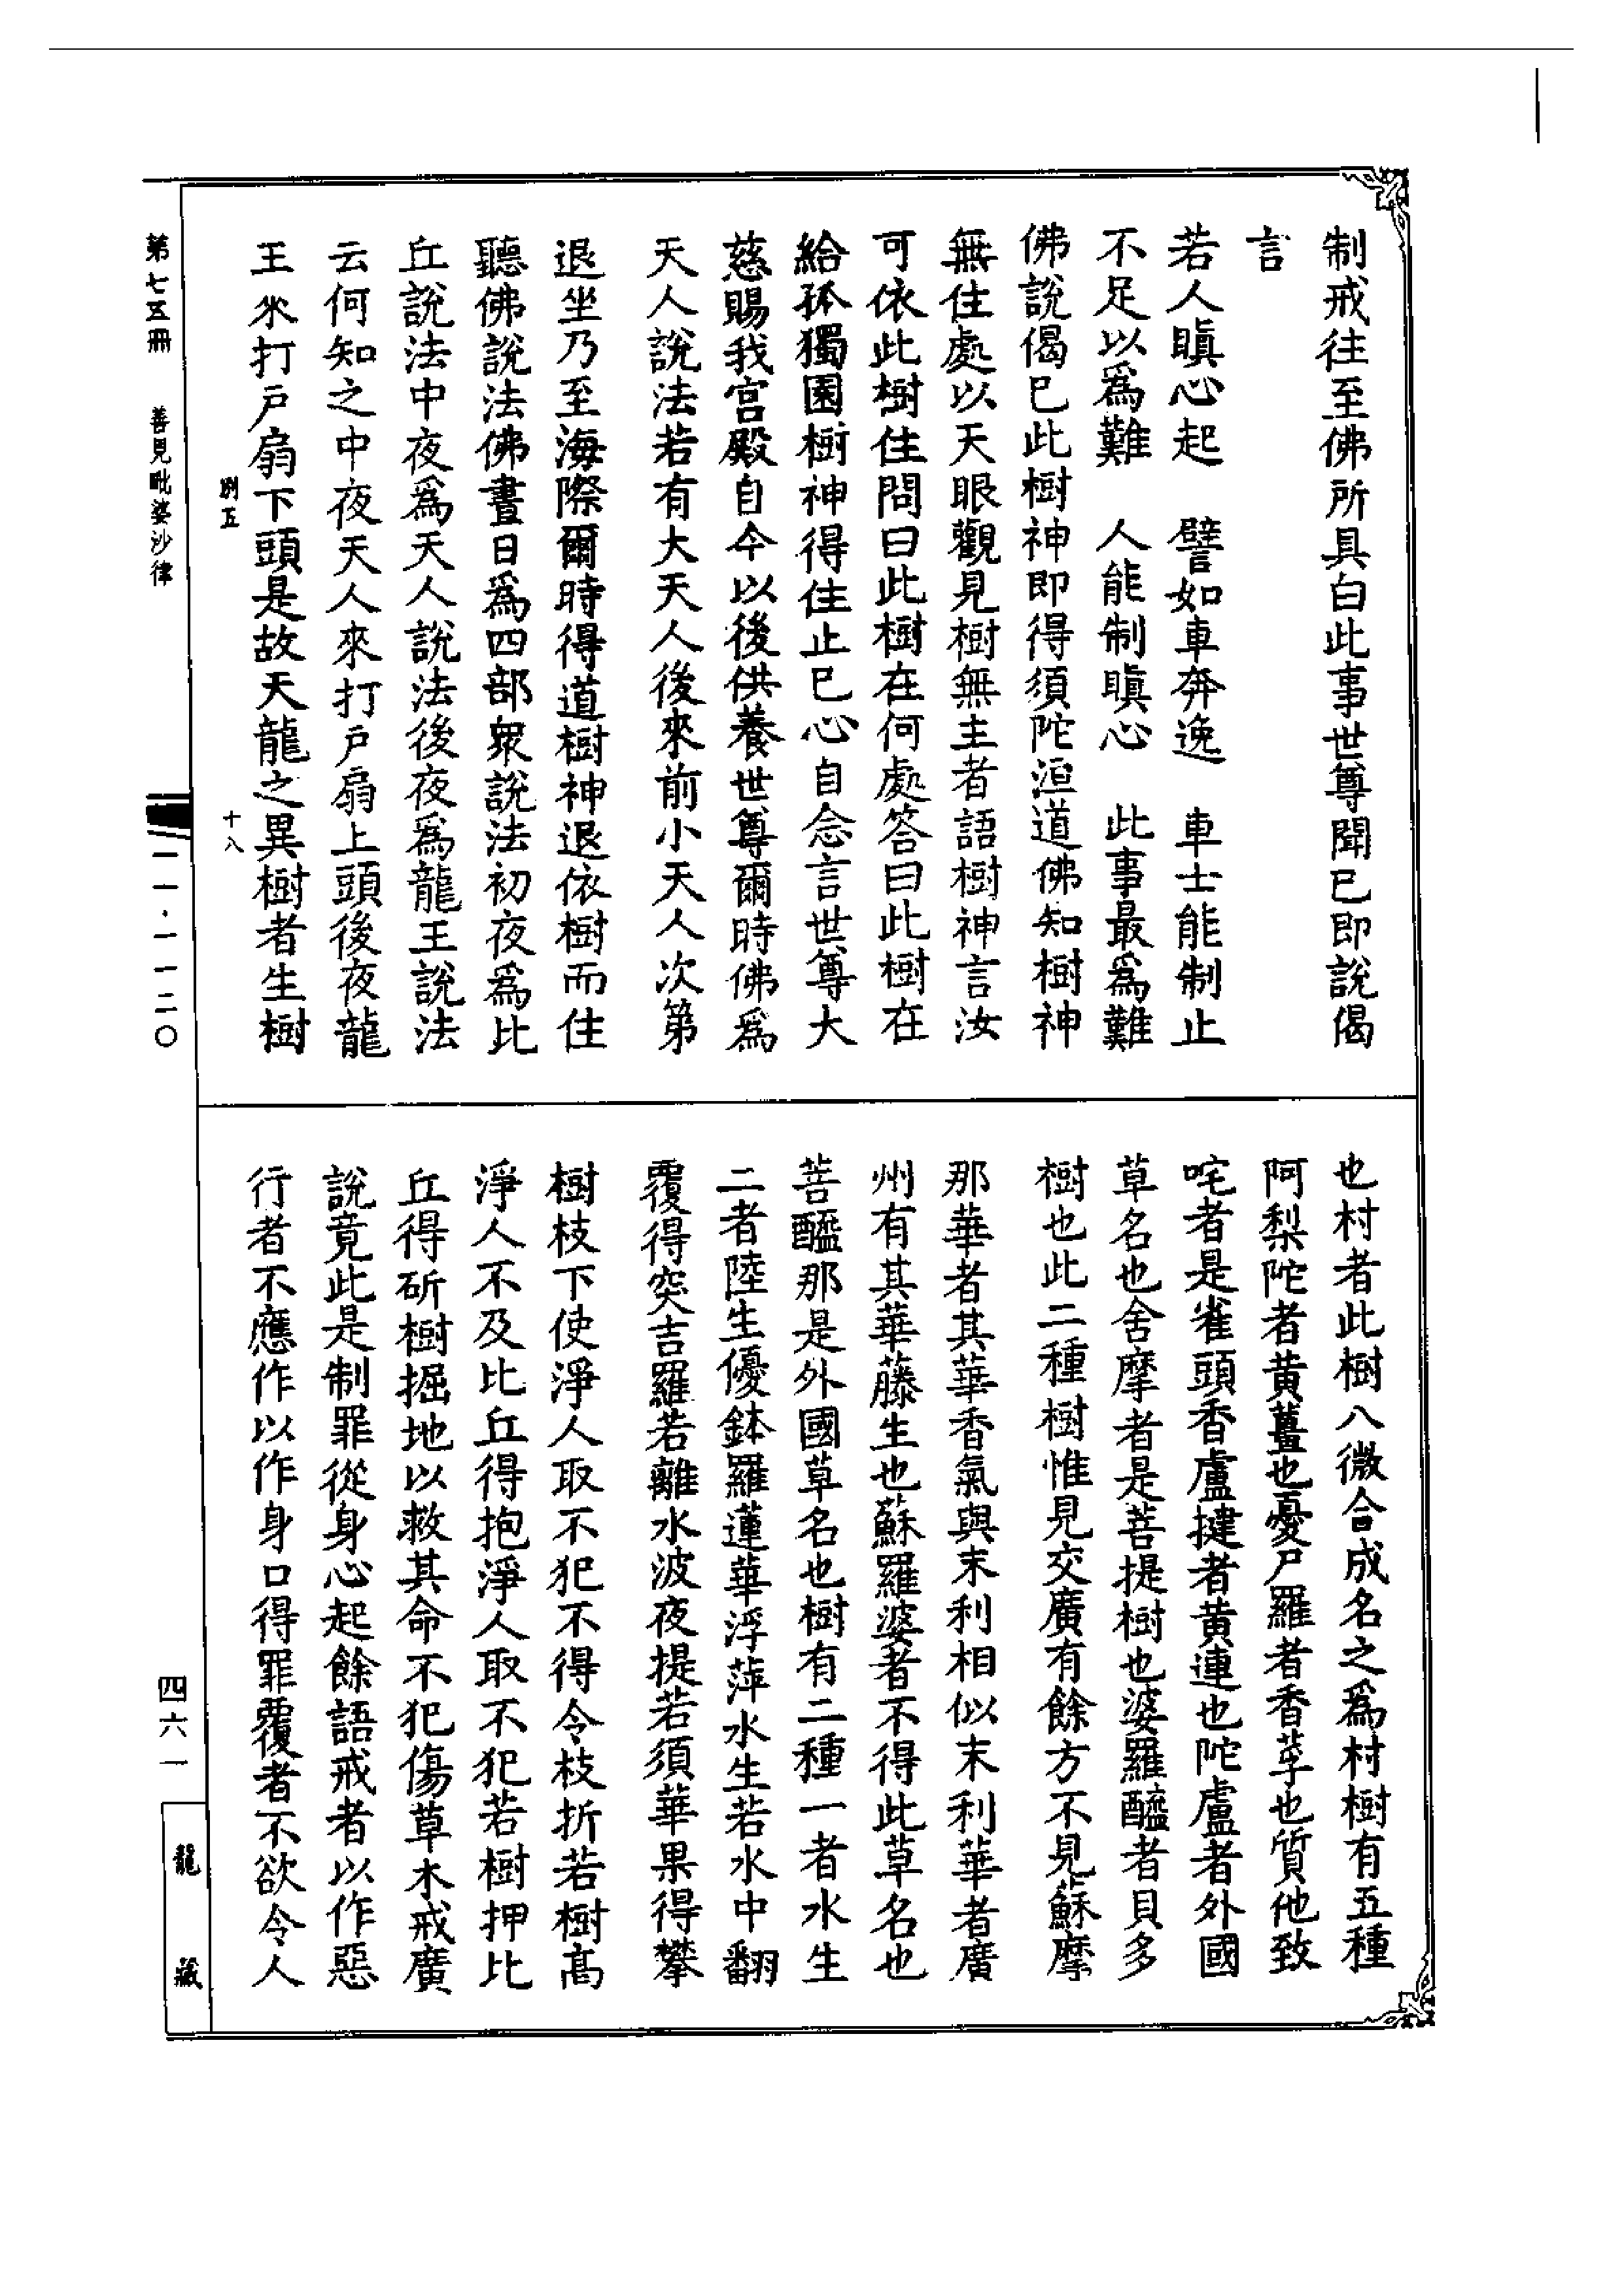 制戒往至佛所具白此事世尊聞已即說偈
言
若人瞋心起　譬如車奔逸　車士能制止
不足以爲難　人能制瞋心　此事最爲難
佛說偈已此樹神即得須陀洹道佛知樹神
無住處以天眼觀見樹無主者語樹神言汝
可依此樹住問曰此樹在何處答曰此樹在
給孤獨園樹神得住止已心自念言世尊大
慈賜我宮殿自今以後供養世尊爾時佛爲
天人說法若有大天人後來前小天人次第
退坐乃至海際爾時得道樹神退依樹而住
聽佛說法佛晝日爲四部衆說法初夜爲比
丘說法中夜爲天人說法後夜爲龍王說法
云何知之中夜天人來打戶扇上頭後夜龍
王來打戶扇下頭是故天龍之異樹者生樹
別五
十八
也村者此樹八微合成名之爲村樹有五種
阿梨陀者黃薑也憂尸羅者香草也質他致
咤者是雀頭香盧揵者黃連也陀盧者外國
草名也舍摩者是菩提樹也婆羅醯者貝多
樹也此二種樹惟見交廣有餘方不見蘇摩
那華者其華香氣與末利相似末利華者廣
州有其華藤生也蘇羅婆者不得此草名也
菩醯那是外國草名也樹有二種一者水生
二者陸生優鉢羅蓮華浮萍水生若水中翻
覆得突吉羅若離水波夜提若須華果得攀
樹枝下使淨人取不犯不得令枝折若樹高
淨人不及比丘得抱淨人取不犯若樹押比
丘得斫樹掘地以救其命不犯傷草木戒廣
說竟此是制罪從身心起餘語戒者以作惡
行者不應作以作身口得罪覆者不欲令人
第七五冊　善見毗婆沙律
一一·一一二〇
四六一
龍藏